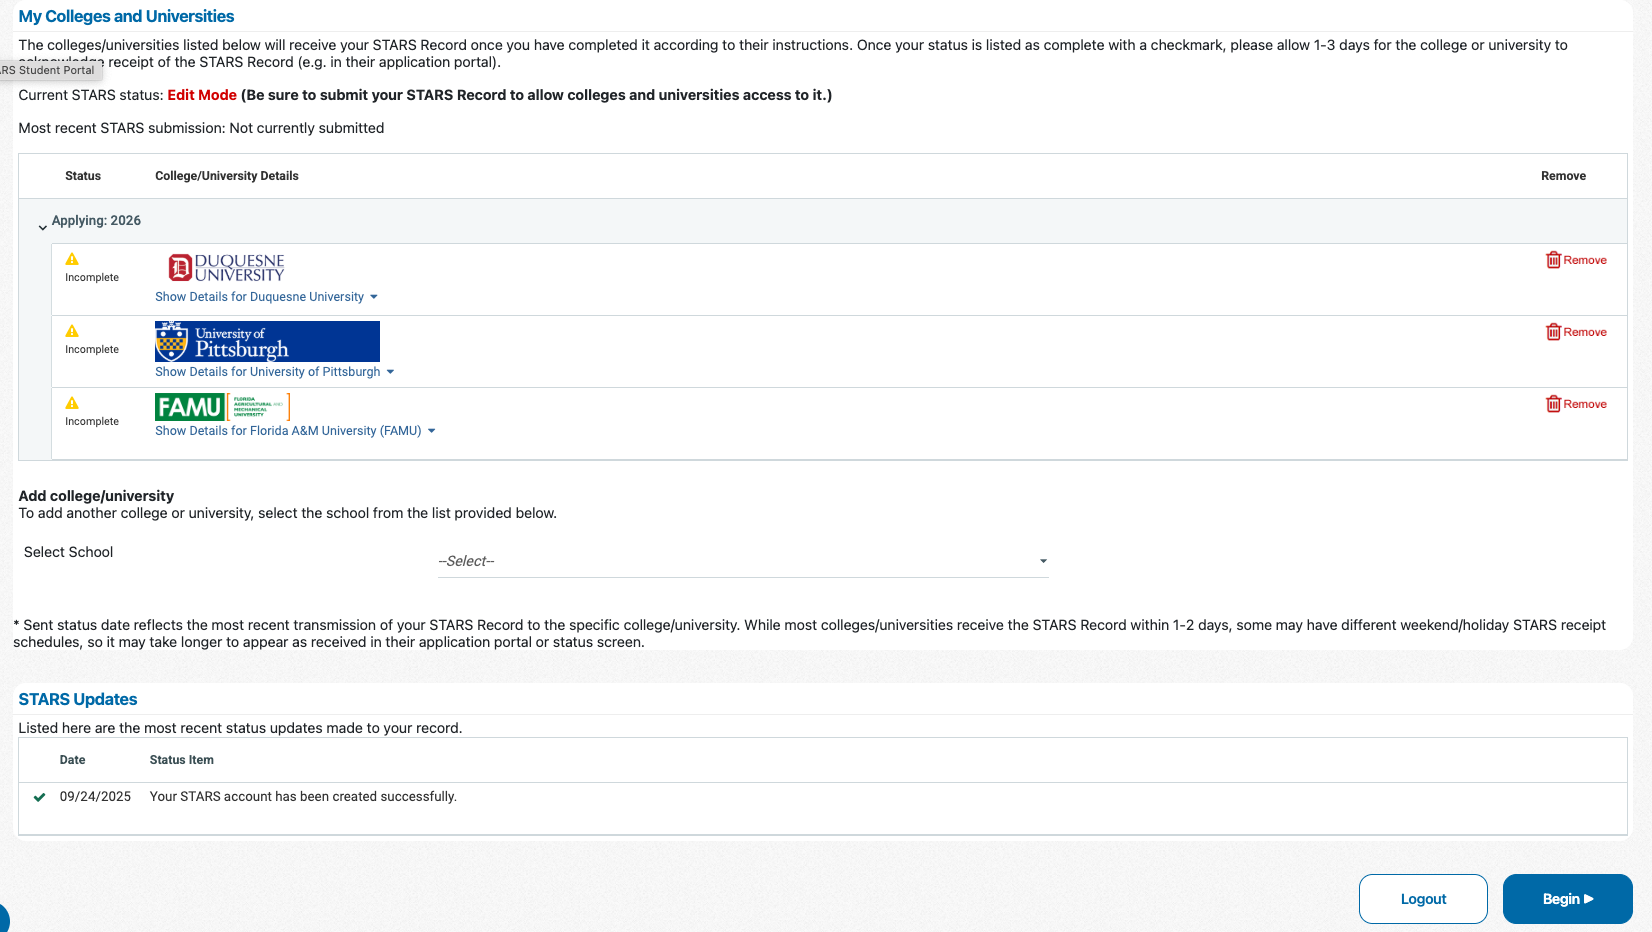 My Colleges and Universities
The colleges/universities listed below will receive your STARS Record once you have completed it according to their instructions. Once your status is listed as complete with a checkmark, please allow 1-3 days for the college or university to
acknowledge receipt of the STARS Record (e.g. in their application portal).
RS Student Portal
Current STARS status: Edit Mode (Be sure to submit your STARS Record to allow colleges and universities access to it.)
Most recent STARS submission: Not currently submitted
Status College/University Details Remove
Applying: 2026
DUQUESNE
UNIVERSITY
Incomplete
Remove
Show Details for Duquesne University
University of
Pittsburgh
Incomplete
Remove
Show Details for University of Pittsburgh
FAMU
FLORIDA
AGRICULTURAL AND
MECHANICAL
UNIVERSITY
Incomplete
Remove
Show Details for Florida A&M University (FAMU)
Add college/university
To add another college or university, select the school from the list provided below.
Select School
--Select--
* Sent status date reflects the most recent transmission of your STARS Record to the specific college/university. While most colleges/universities receive the STARS Record within 1-2 days, some may have different weekend/holiday STARS receipt
schedules, so it may take longer to appear as received in their application portal or status screen.
STARS Updates
Listed here are the most recent status updates made to your record.
Date Status Item
09/24/2025 Your STARS account has been created successfully.
Logout
Begin